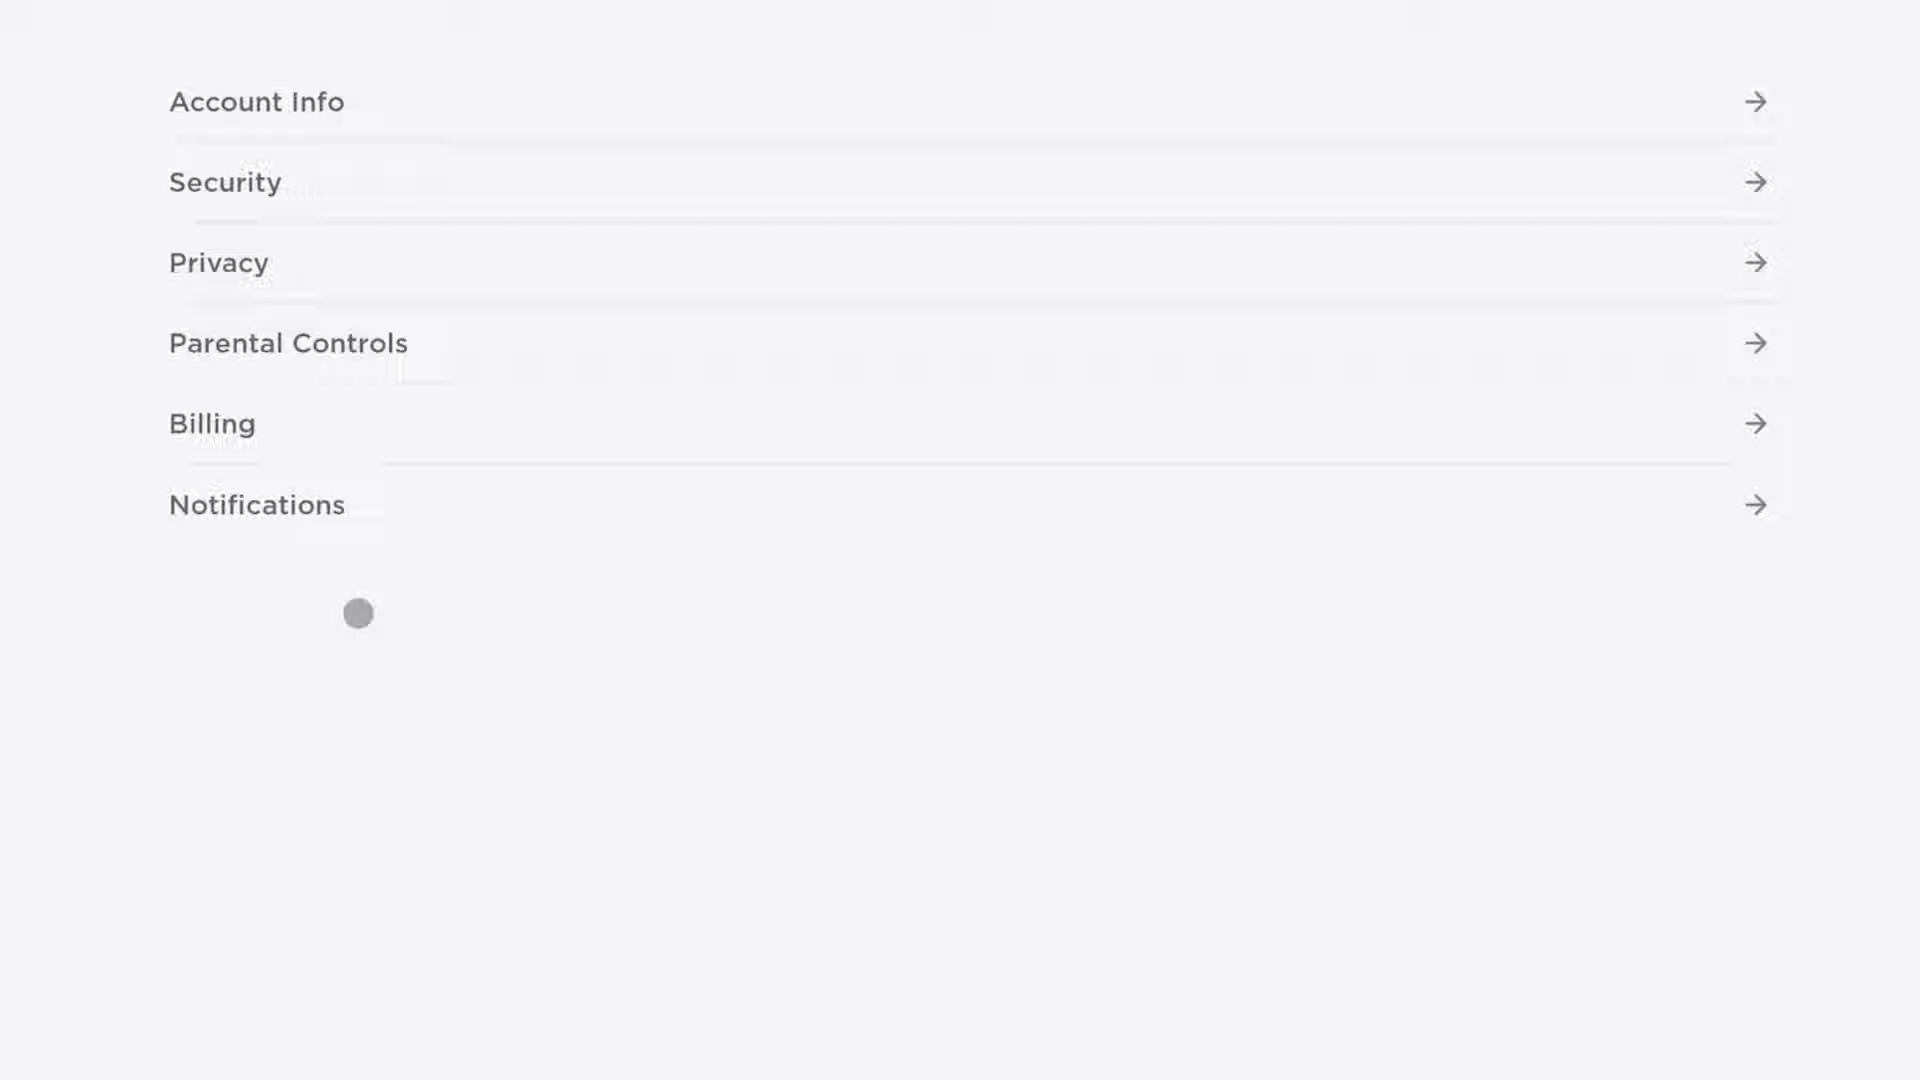 Account Info
Security
Privacy
Parental Controls
Billing
Notifications